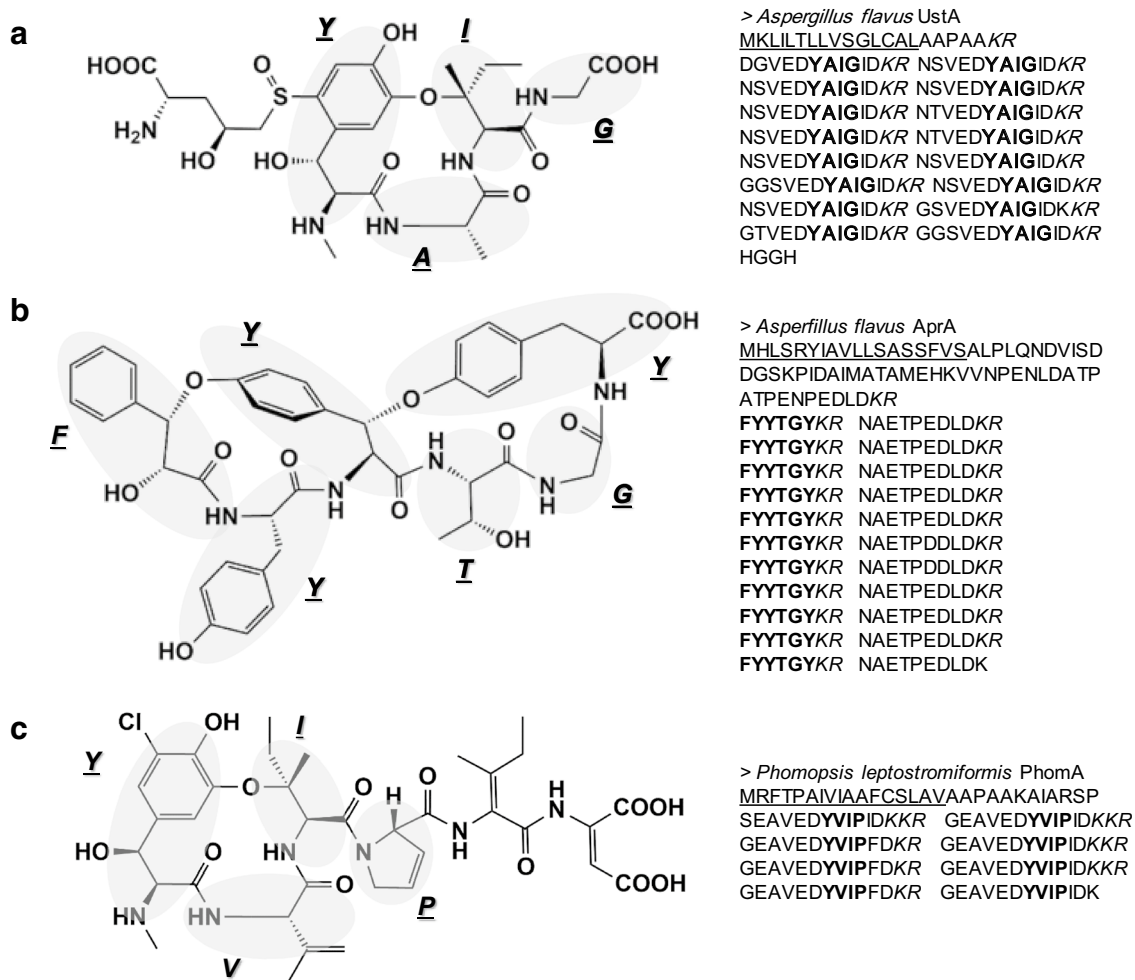 a
Y
I
OH
HOOC
O
S
O
COOH
HN
G
H2N
HO
HO
O
HN
O
O
HN
HN
A
> Aspergillus flavus UstA
MKLILTLLVSGLCALAAPAAKR
DGVEDYAIGIDKR NSVEDYAIGIDKR
NSVEDYAIGIDKR NSVEDYAIGIDKR
NSVEDYAIGIDKR NTVEDYAIGIDKR
NSVEDYAIGIDKR NTVEDYAIGIDKR
NSVEDYAIGIDKR NSVEDYAIGIDKR
GGSVEDYAIGIDKR NSVEDYAIGIDKR
NSVEDYAIGIDKR GSVEDYAIGIDKKR
GTVEDYAIGIDKR GGSVEDYAIGIDKR
HGGH
b
Y
COOH
O
Y
O
NH
F
O
O
H
N
O
O
HO
HN
N
H
O
HN
G
T
OH
Y
HO
> Asperfillus flavus AprA
MHLSRYIAVLLSASSFVSALPLQNDVISD
DGSKPIDAIMATAMEHKVVNPENLDATP
ATPENPEDLDKR
FYYTGYKR NAETPEDLDKR
FYYTGYKR NAETPEDLDKR
FYYTGYKR NAETPEDLDKR
FYYTGYKR NAETPEDLDKR
FYYTGYKR NAETPEDLDKR
FYYTGYKR NAETPDDLDKR
FYYTGYKR NAETPDDLDKR
FYYTGYKR NAETPEDLDKR
FYYTGYKR NAETPEDLDKR
FYYTGYKR NAETPEDLDKR
FYYTGYKR NAETPEDLDK
c
Cl
OH
I
Y
O
O
H
O
H
N
COOH
HO
O
HN
N
N
H
O
COOH
HN
HN
O
P
V
> Phomopsis leptostromiformis PhomA
MRFTPAIVIAAFCSLAVAAPAAKAIARSP
SEAVEDYVIPIDKKR GEAVEDYVIPIDKKR
GEAVEDYVIPFDKR GEAVEDYVIPIDKKR
GEAVEDYVIPFDKR GEAVEDYVIPIDKKR
GEAVEDYVIPFDKR GEAVEDYVIPIDK